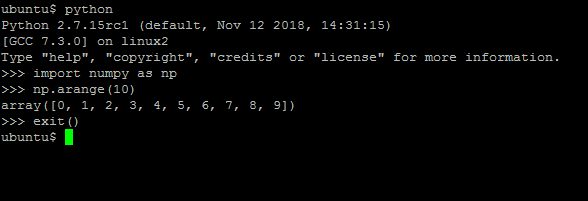 ubuntu$ python
Python 2.7.15rc1 (default, Nov 12 2018, 14:31:15)
[GCC 7.3.0] on linux2
Type "help", "copyright", "credits" or "license" for more information.
>>> import numpy as np
>>> np.arange(10)
array([0, 1, 2, 3, 4, 5, 6, 7, 8, 9])
>>> exit()
ubuntu$